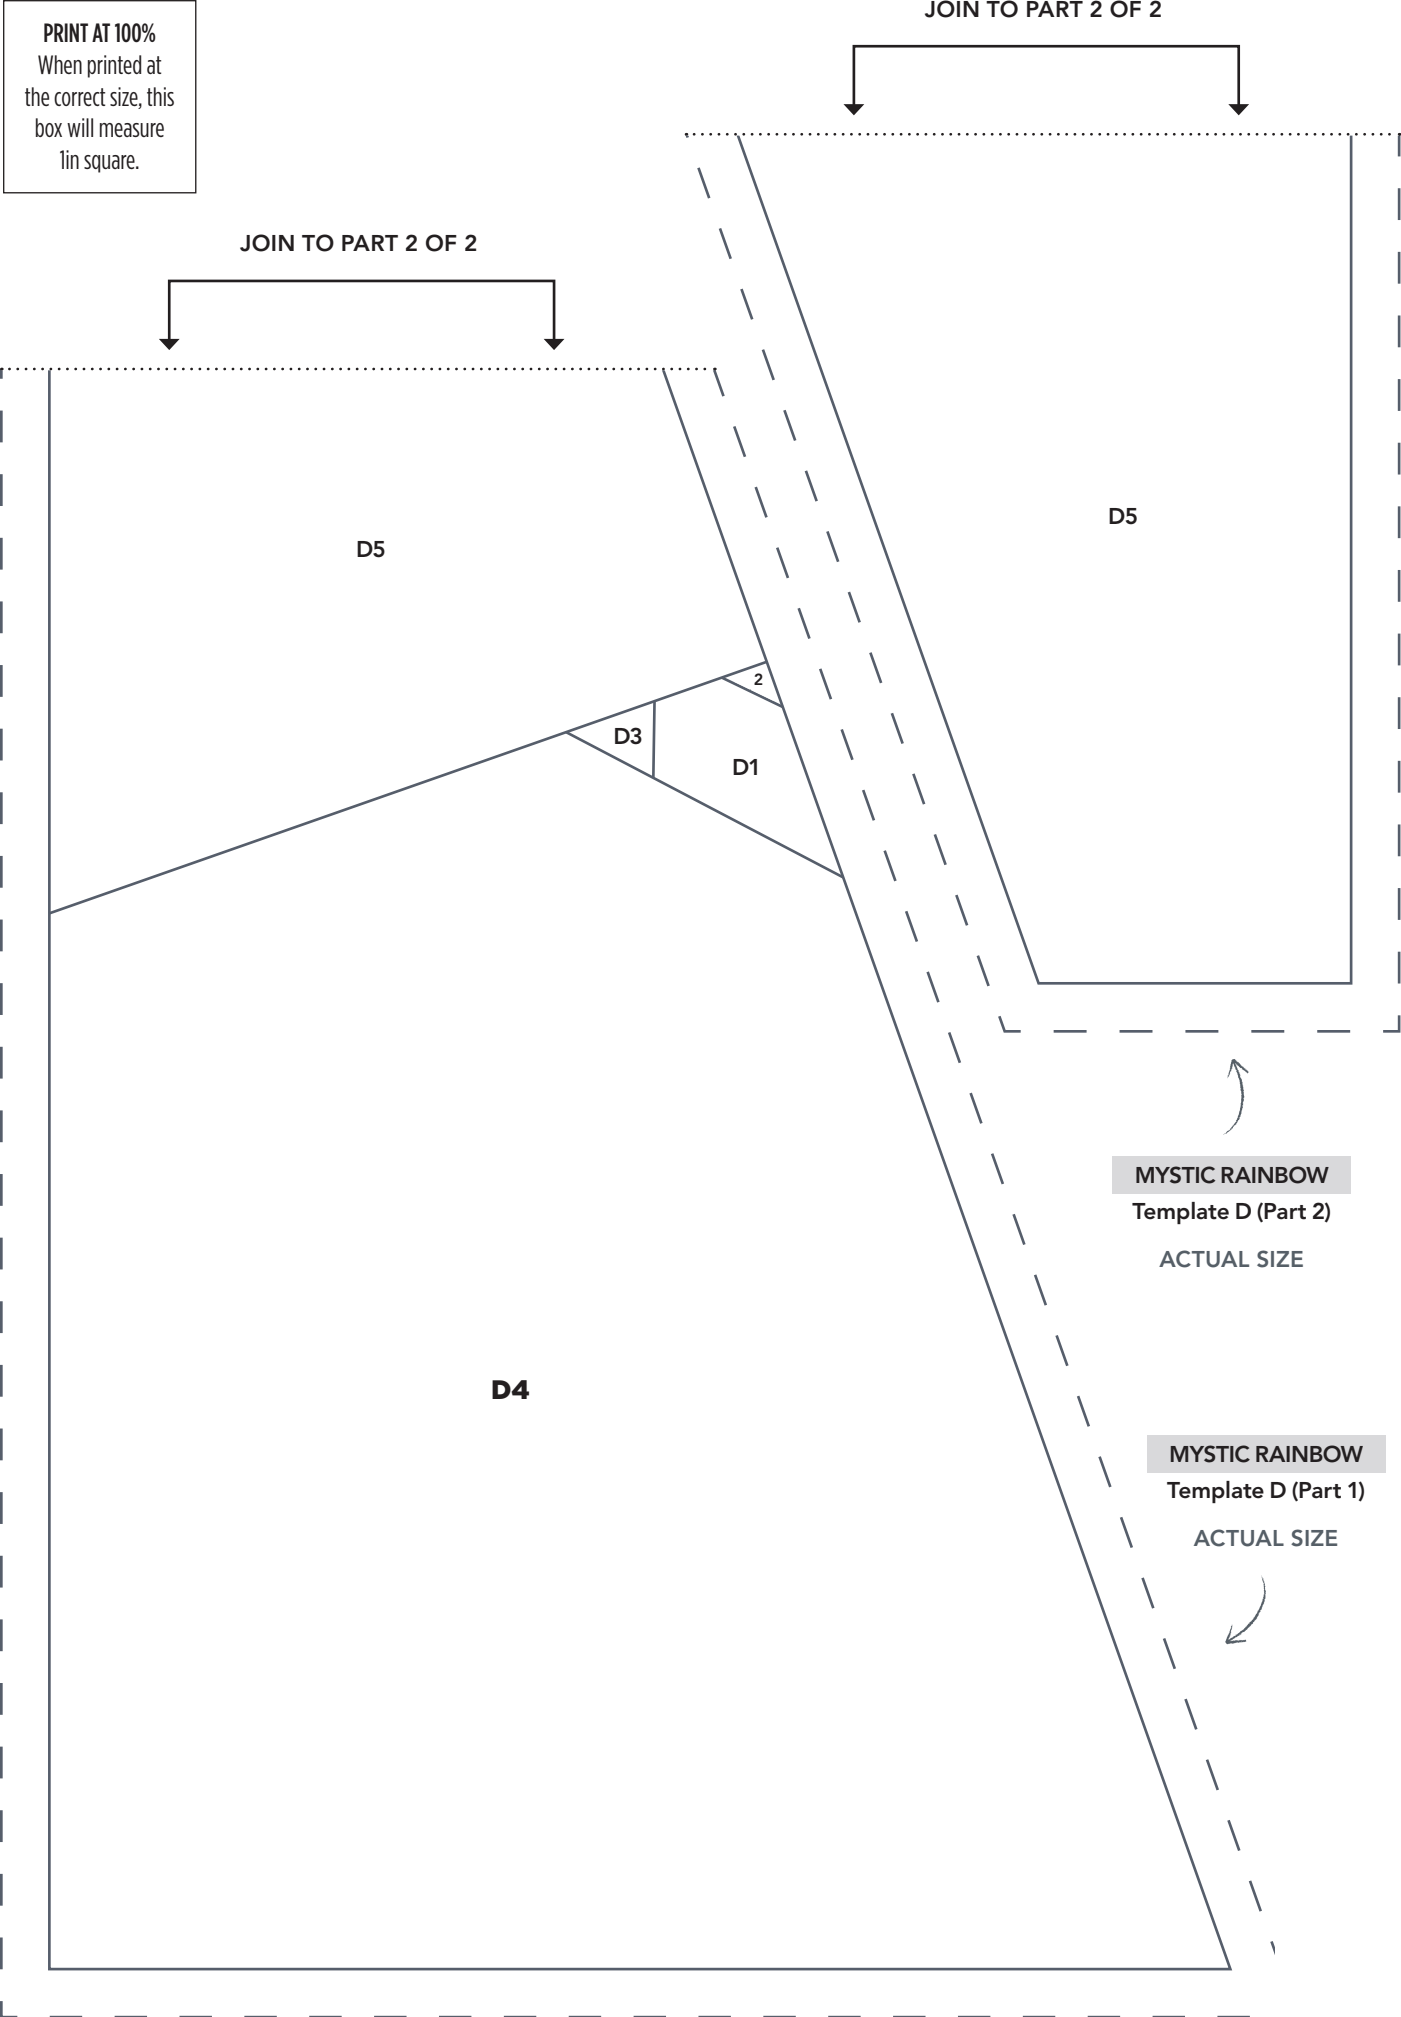 PRINT AT 100%
When printed at
the correct size, this
box will measure
1in square.
JOIN TO PART 2 OF 2
JOIN TO PART 2 OF 2
D5
D5
2
D3
D1
MYSTIC RAINBOW
Template D (Part 2)
ACTUAL SIZE
D4
MYSTIC RAINBOW
Template D (Part 1)
ACTUAL SIZE